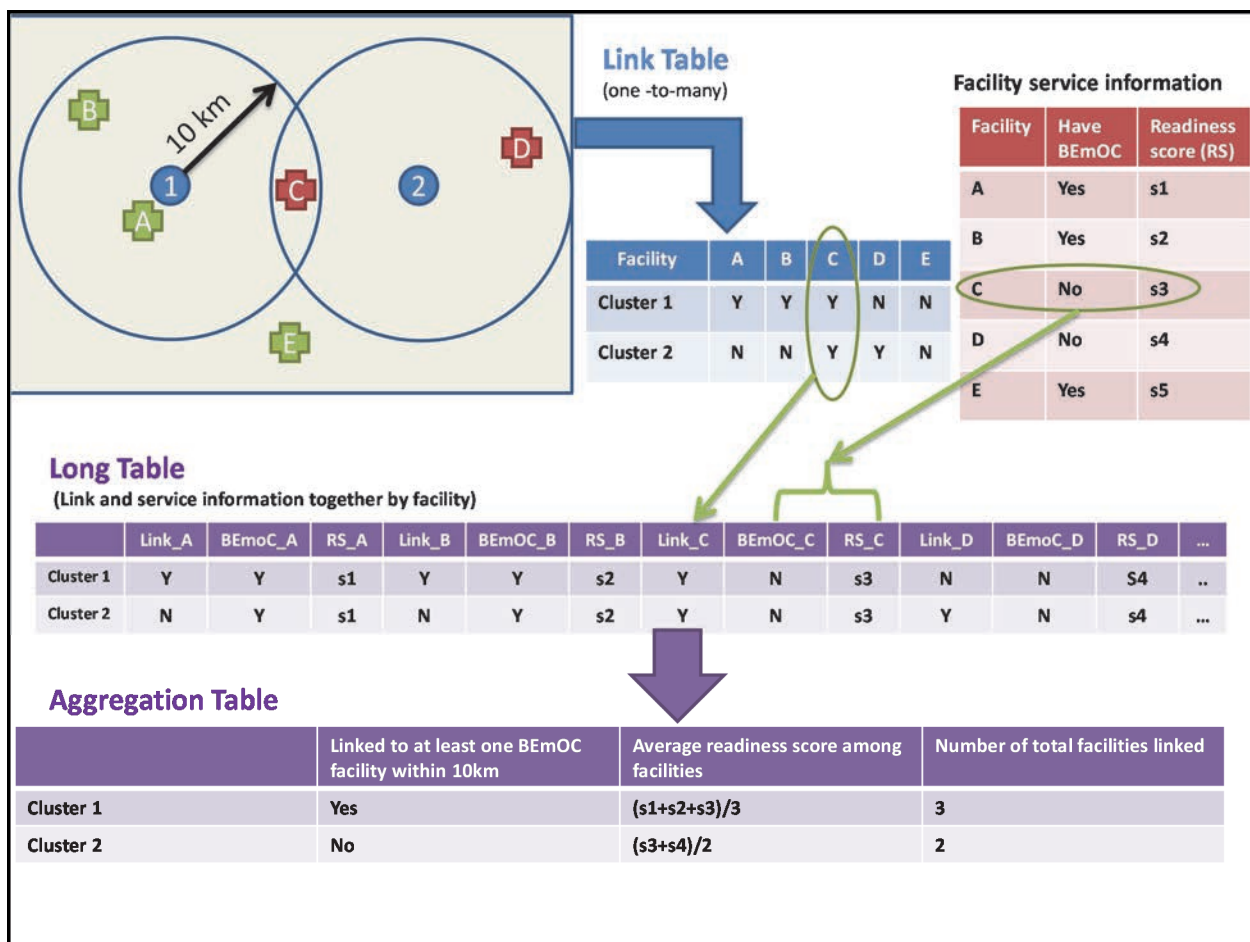 B
10 km
1
A
C
2
D
E
Link Table
(one -to-many)
Facility A B C D E
Cluster 1 Y Y Y N N
Cluster 2 N N Y Y N
Facility service information
Facility Have BEmOC Readiness score (RS)
A Yes s1
B Yes s2
C No s3
D No s4
E Yes s5
Long Table
(Link and service information together by facility)
Link_A BEmoC_A RS_A Link_B BEmOC_B RS_B Link_C BEmOC_C RS_C Link_D BEmoC_D RS_D ...
Cluster 1 Y Y s1 Y Y s2 Y N s3 N N S4 ..
Cluster 2 N Y s1 N Y s2 Y N s3 Y N s4 ...
Aggregation Table
Linked to at least one BEmOC facility within 10km Average readiness score among facilities Number of total facilities linked
Cluster 1 Yes (s1+s2+s3)/3 3
Cluster 2 No (s3+s4)/2 2